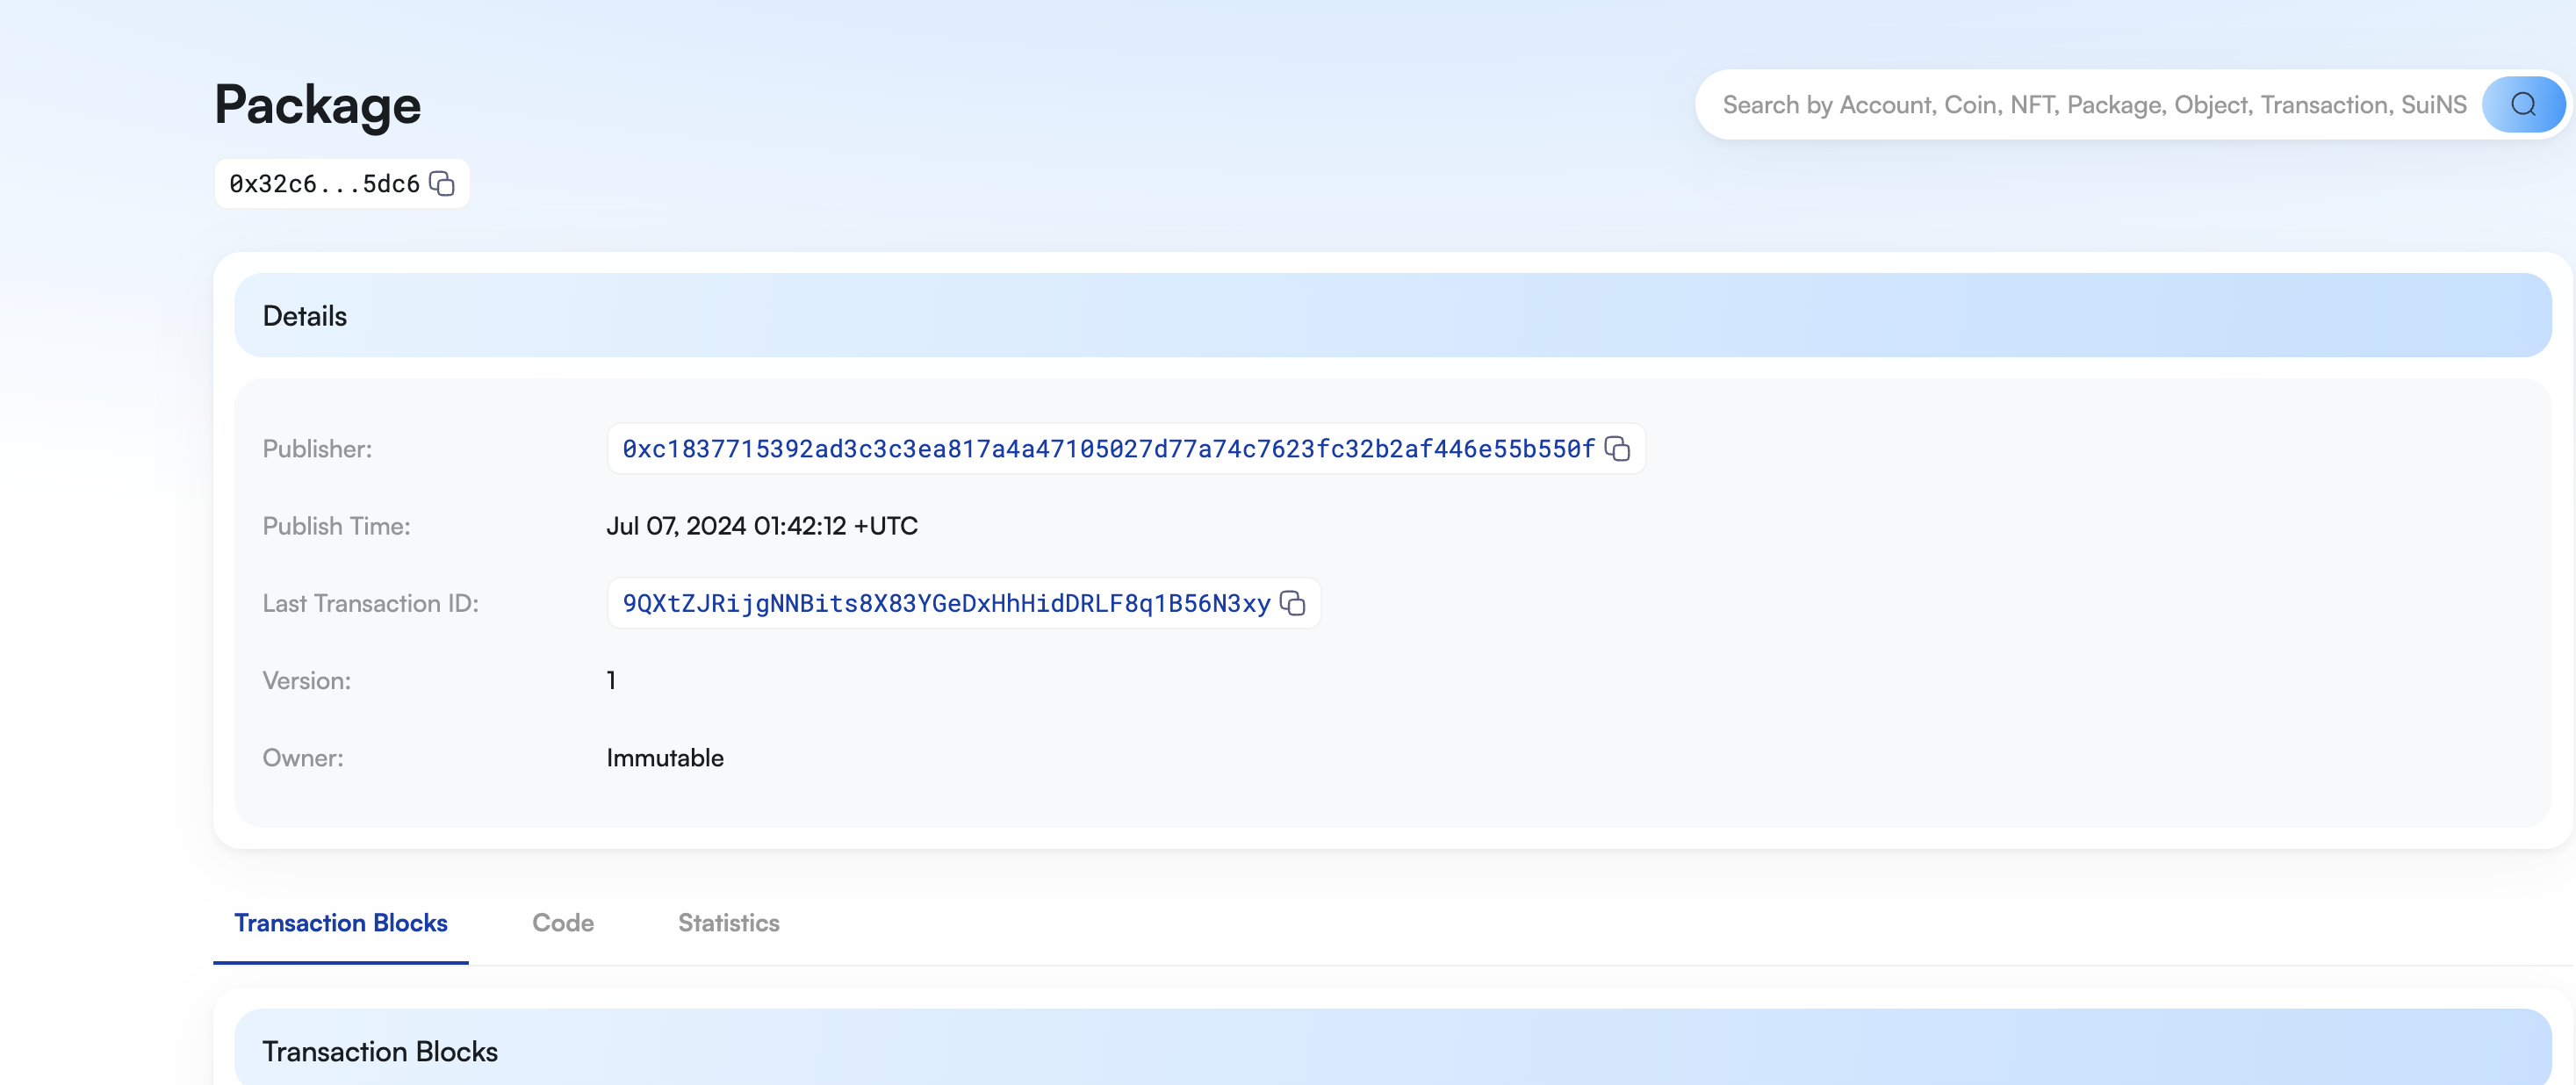 Package
Search by Account, Coin, NFT, Package, Object, Transaction, SuiNS
0x32c6...5dc6
Details
Publisher: 0xc1837715392ad3c3c3ea817a4a47105027d77a74c7623fc32b2af446e55b550f
Publish Time: Jul 07, 2024 01:42:12 +UTC
Last Transaction ID: 9QXtZJRijgNNBits8X83YGeDxHhHidDRLF8q1B56N3xy
Version: 1
Owner: Immutable
Transaction Blocks Code Statistics
Transaction Blocks